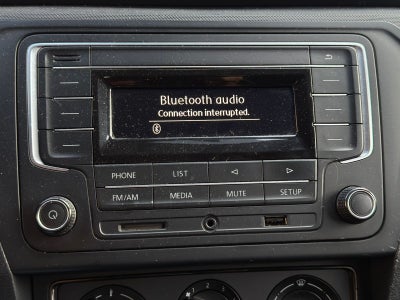 Bluetooth audio
Connection interrupted.
PHONE LIST
FM/AM MEDIA MUTE SETUP